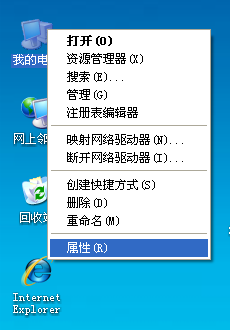 我的电
打开(O)
资源管理器(X)
搜索(E)...
管理(G)
注册表编辑器
映射网络驱动器(N)...
断开网络驱动器(I)...
创建快捷方式(S)
删除(D)
重命名(M)
属性(R)
网上邻
回收站
Internet
Explorer